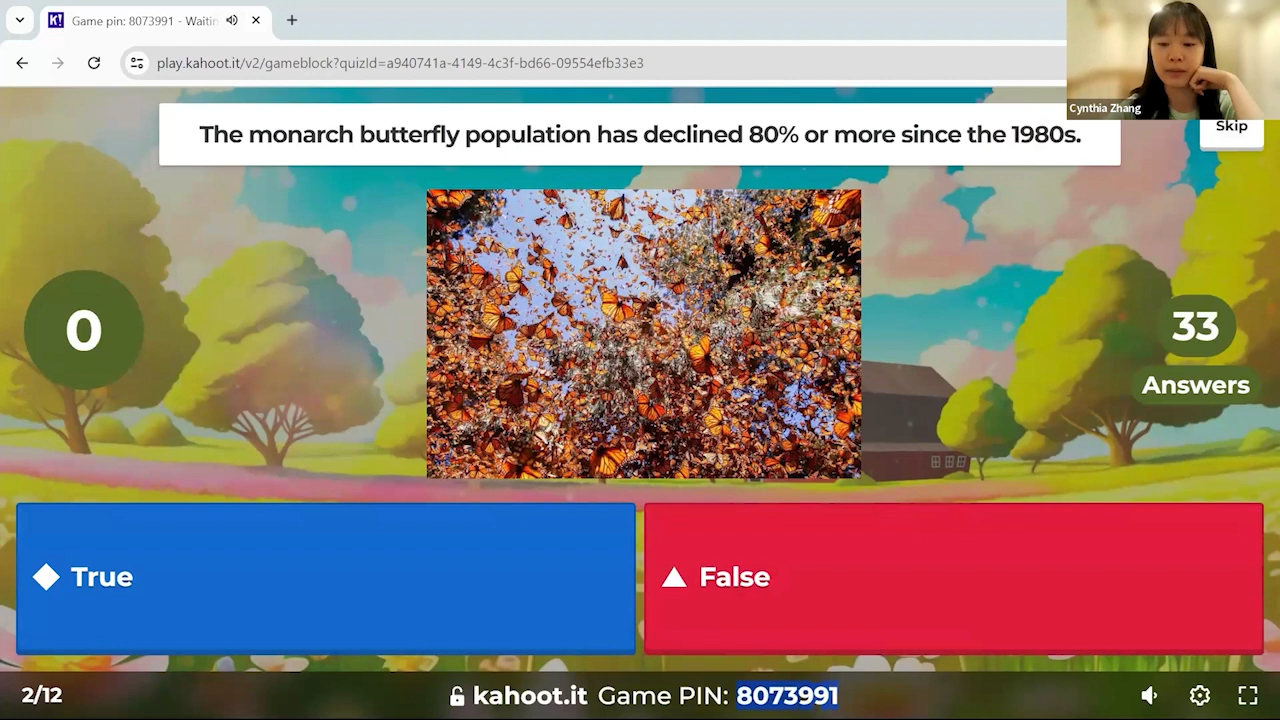 K! Game pin: 8073991 - Waitin
play.kahoot.it/v2/gameblock?quizId=a940741a-4149-4c3f-bd66-09554efb33e3
Cynthia Zhang
The monarch butterfly population has declined 80% or more since the 1980s.
Skip
0
33
Answers
True
False
2/12
kahoot.it Game PIN: 8073991